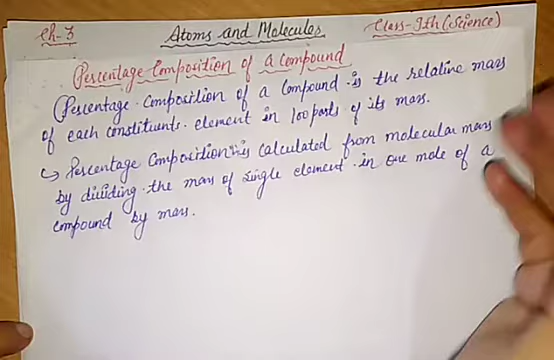 Ch-3 Atoms and Molecules Class-9th (Science)
Percentage Composition of a Compound
Percentage Composition of a Compound is the relative mass
of each constituents element in 100 parts of its mass.
↪ Percentage Composition is calculated from molecular mass
by dividing the mass of single element in one mole of a
compound by mass.